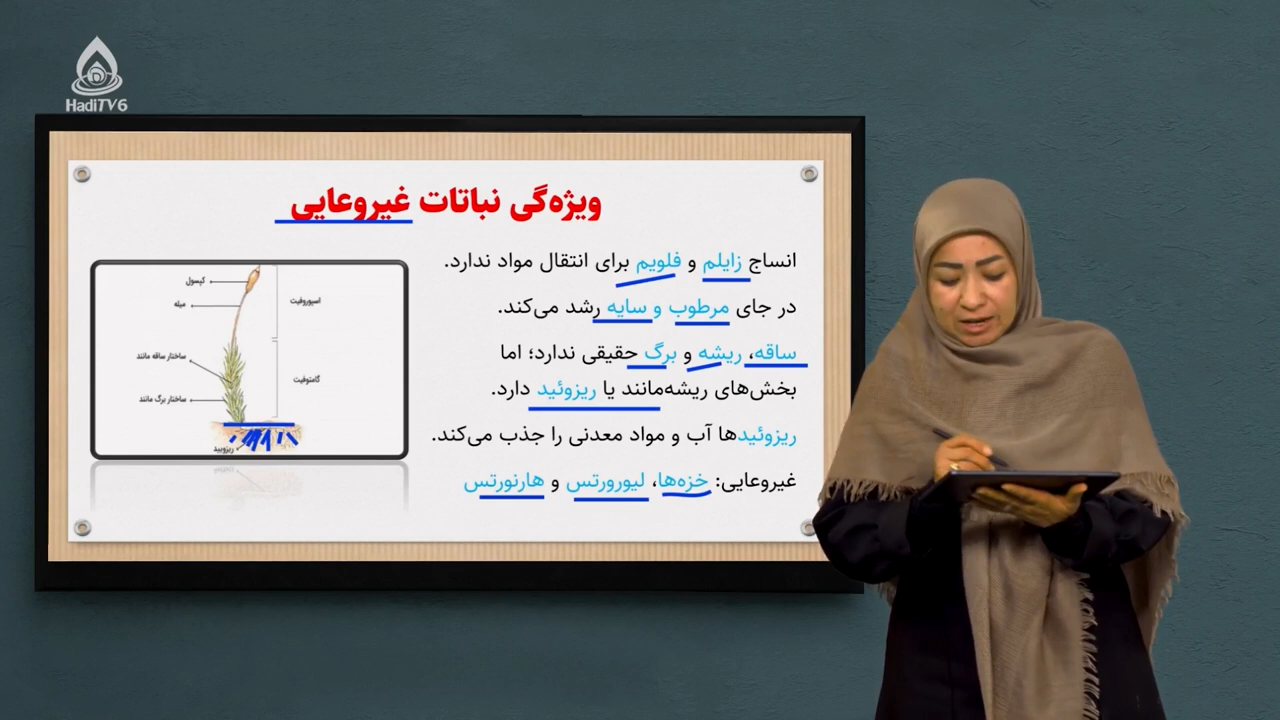 HadiTV6
ویژه‌گی نباتات غیروعایی
انساج زایلم و فلویم برای انتقال مواد ندارد.
در جای مرطوب و سایه رشد می‌کند.
ساقه، ریشه و برگ حقیقی ندارد؛ اما
بخش‌های ریشه‌مانند یا ریزوئید دارد.
ریزوئیدها آب و مواد معدنی را جذب می‌کند.
غیروعایی: خزه‌ها، لیورورتس و هارنورتس
کپسول
میله
اسپوروفیت
ساختار ساقه مانند
گامتوفیت
ساختار برگ مانند
ریزویید